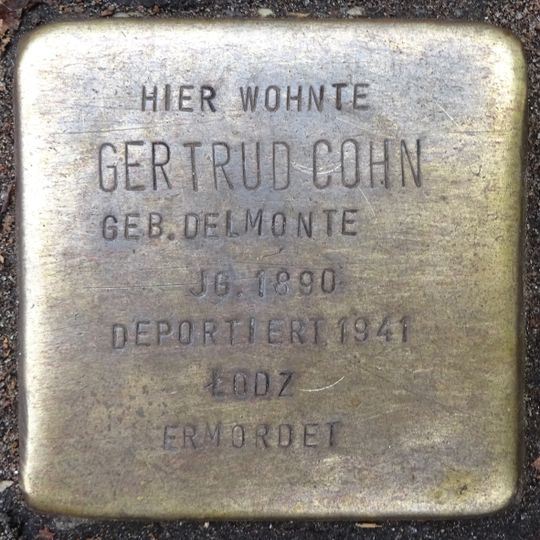 HIER WOHNTE
GERTRUD COHN
GEB. DELMONTE
JG. 1890
DEPORTIERT 1941
ŁODZ
ERMORDET